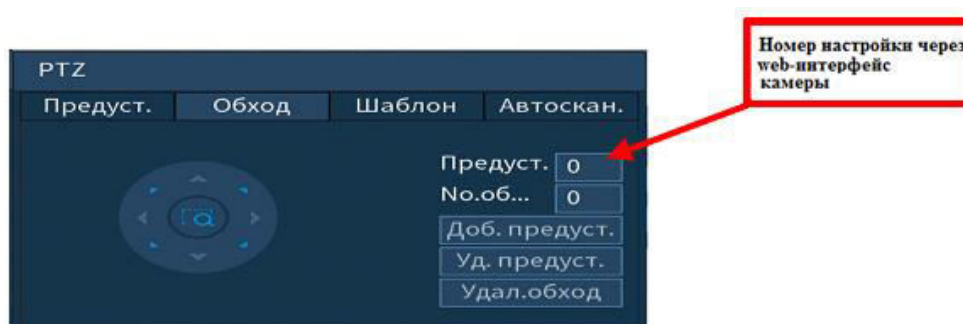 PTZ
Предуст. Обход Шаблон Автоскан.
Предуст. 0
No.об... 0
Доб. предуст.
Уд. предуст.
Удал.обход
Номер настройки через
web-интерфейс
камеры